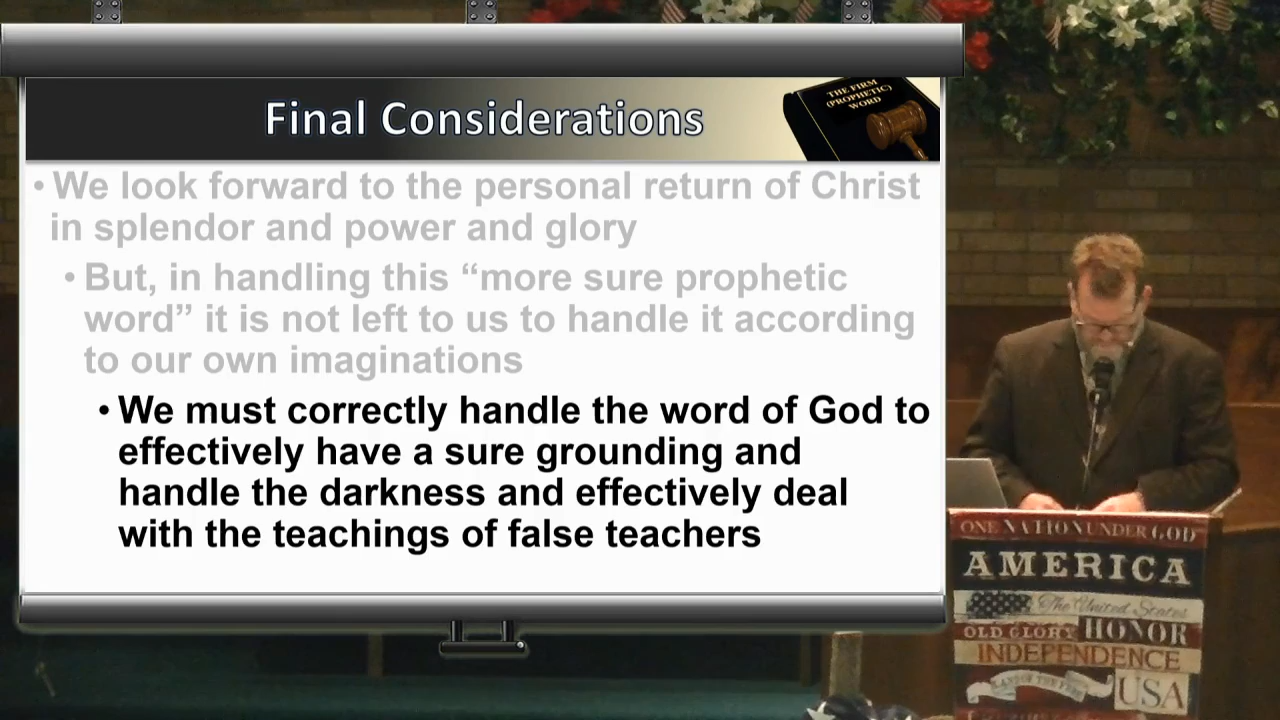 Final Considerations
THE FIRM
(PROPHETIC)
WORD
• We look forward to the personal return of Christ
in splendor and power and glory
• But, in handling this “more sure prophetic
word” it is not left to us to handle it according
to our own imaginations
• We must correctly handle the word of God to
effectively have a sure grounding and
handle the darkness and effectively deal
with the teachings of false teachers
ONE NATION UNDER GOD
AMERICA
The United States
OLD GLORY HONOR
INDEPENDENCE
LAND OF THE FREE
USA